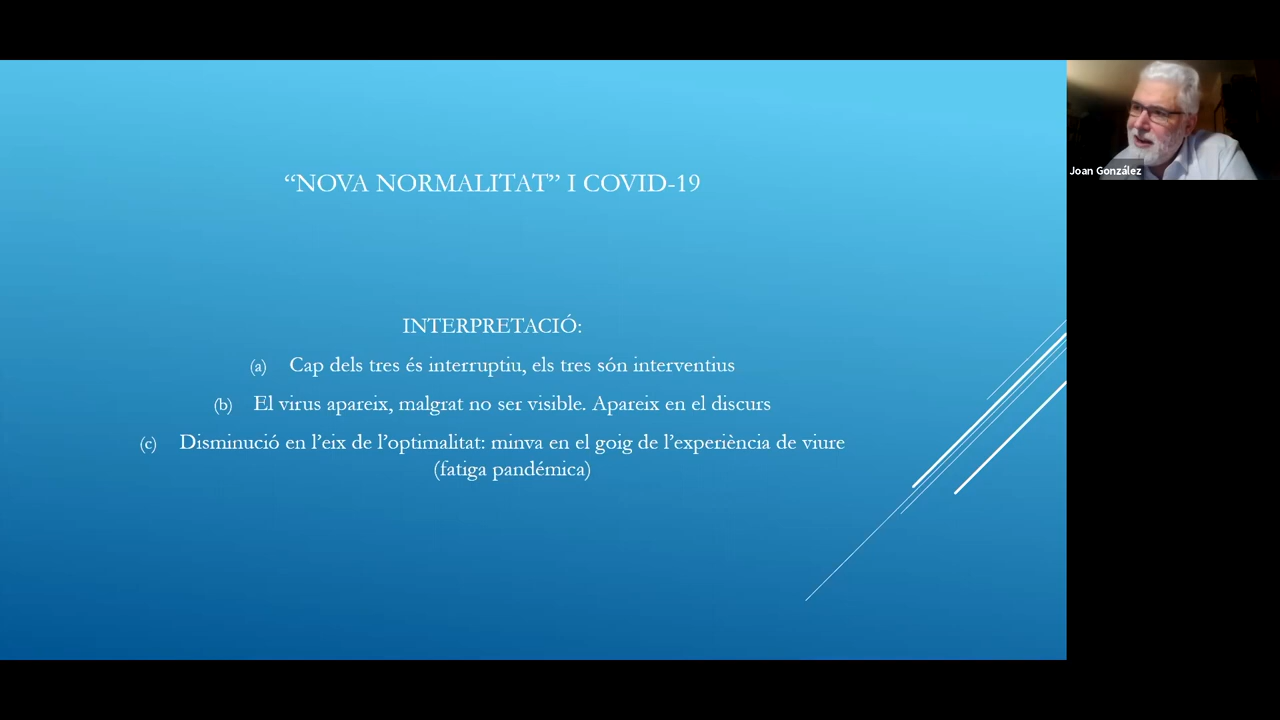 “NOVA NORMALITAT” I COVID-19
INTERPRETACIÓ:
(a) Cap dels tres és interruptiu, els tres són interventius
(b) El virus apareix, malgrat no ser visible. Apareix en el discurs
(c) Disminució en l’eix de l’optimalitat: minva en el goig de l’experiència de viure
(fatiga pandémica)
Joan González